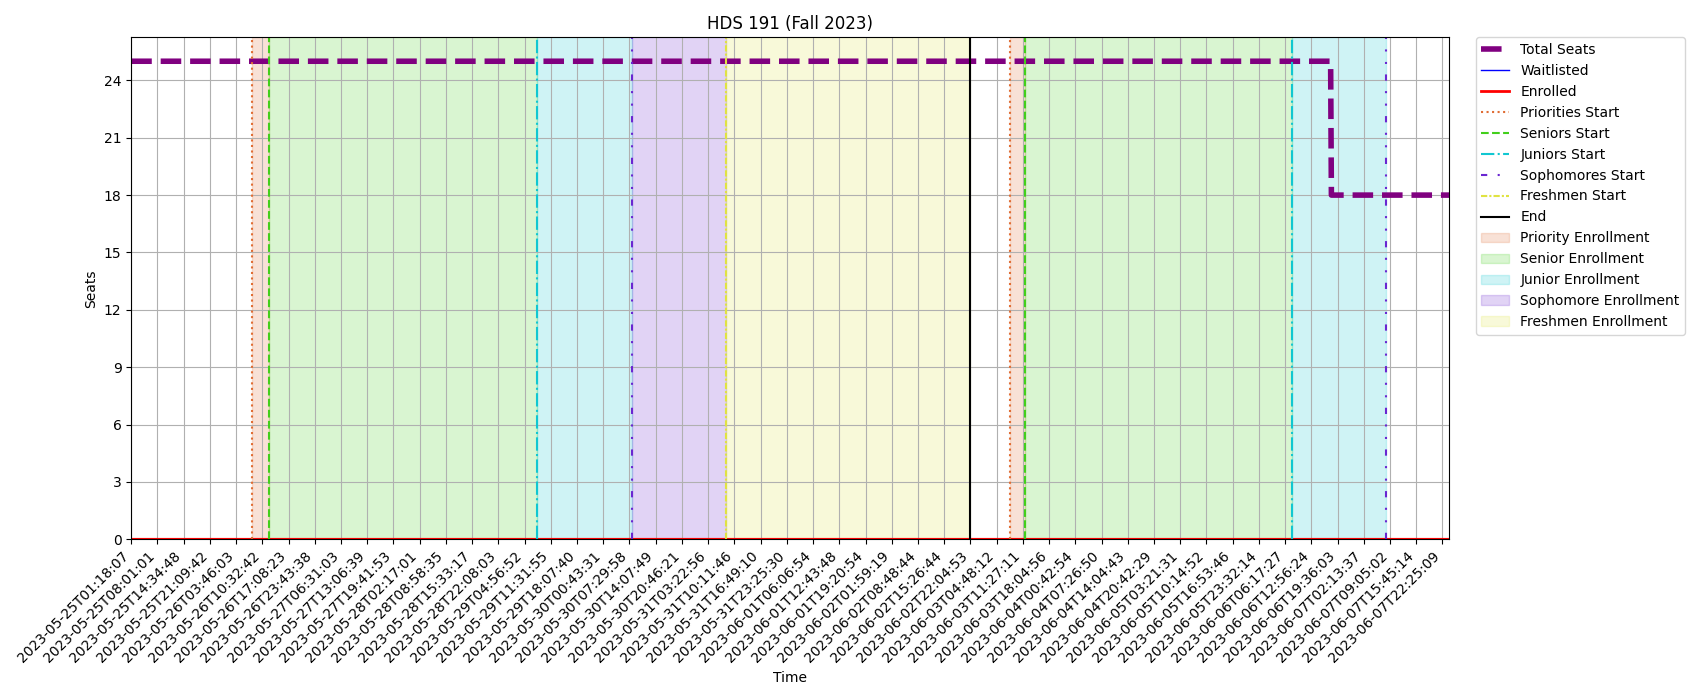 HDS 191 (Fall 2023)
Seats
24
21
18
15
12
9
6
3
0
2023-05-25T01:18:07
2023-05-25T08:01:01
2023-05-25T14:34:48
2023-05-25T21:09:42
2023-05-26T03:46:03
2023-05-26T10:32:42
2023-05-26T17:08:23
2023-05-26T23:43:38
2023-05-27T06:31:03
2023-05-27T13:06:39
2023-05-27T19:41:53
2023-05-28T02:17:01
2023-05-28T08:58:35
2023-05-28T15:33:17
2023-05-28T22:08:03
2023-05-29T04:56:52
2023-05-29T11:31:55
2023-05-29T18:07:40
2023-05-30T00:43:31
2023-05-30T07:29:58
2023-05-30T14:07:49
2023-05-30T20:46:21
2023-05-31T03:22:56
2023-05-31T10:11:46
2023-05-31T16:49:10
2023-05-31T23:25:30
2023-06-01T06:06:54
2023-06-01T12:43:48
2023-06-01T19:20:54
2023-06-02T01:59:19
2023-06-02T08:48:44
2023-06-02T15:26:44
2023-06-02T22:04:53
2023-06-03T04:48:12
2023-06-03T11:27:11
2023-06-03T18:04:56
2023-06-04T00:42:54
2023-06-04T07:26:50
2023-06-04T14:04:43
2023-06-04T20:42:29
2023-06-05T03:21:31
2023-06-05T10:14:52
2023-06-05T16:53:46
2023-06-05T23:32:14
2023-06-06T06:17:27
2023-06-06T12:56:24
2023-06-06T19:36:03
2023-06-07T02:13:37
2023-06-07T09:05:02
2023-06-07T15:45:14
2023-06-07T22:25:09
Time
Total Seats
Waitlisted
Enrolled
Priorities Start
Seniors Start
Juniors Start
Sophomores Start
Freshmen Start
End
Priority Enrollment
Senior Enrollment
Junior Enrollment
Sophomore Enrollment
Freshmen Enrollment